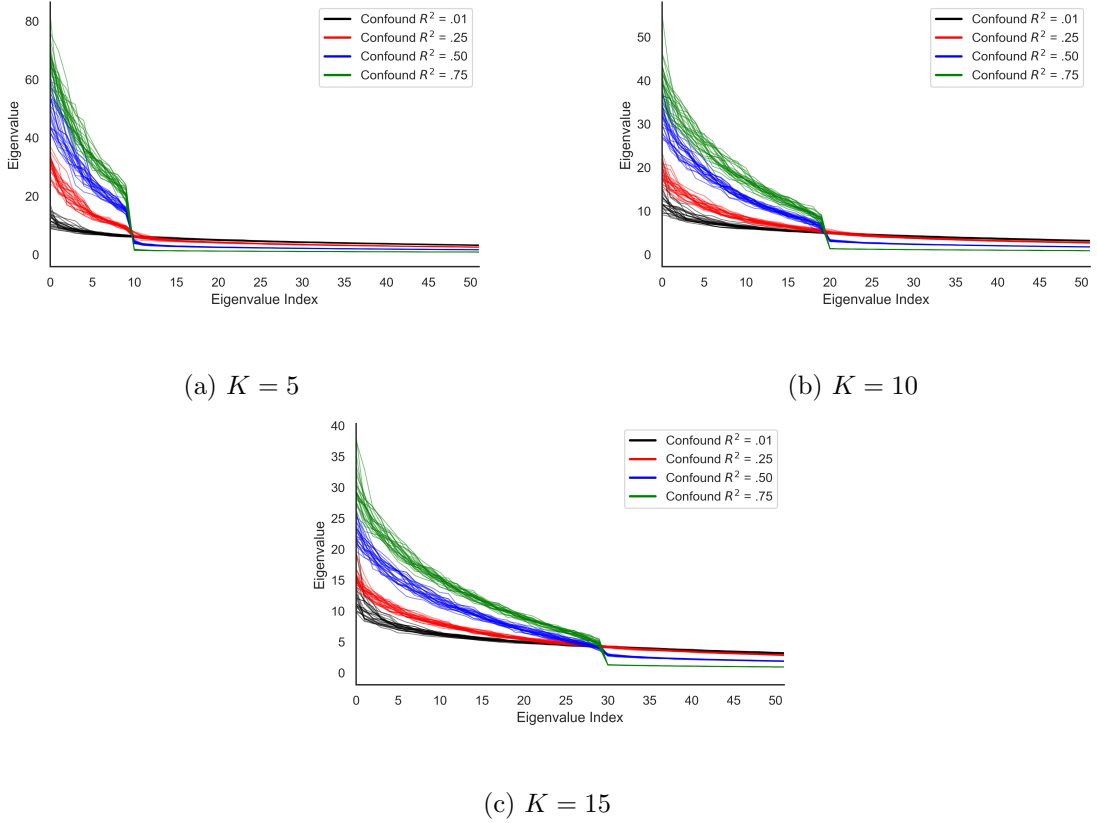 80
60
40
20
0
Eigenvalue
0 5 10 15 20 25 30 35 40 45 50
Eigenvalue Index
Confound R² = .01
Confound R² = .25
Confound R² = .50
Confound R² = .75
(a) K = 5
50
40
30
20
10
0
Eigenvalue
0 5 10 15 20 25 30 35 40 45 50
Eigenvalue Index
Confound R² = .01
Confound R² = .25
Confound R² = .50
Confound R² = .75
(b) K = 10
40
35
30
25
20
15
10
5
0
Eigenvalue
0 5 10 15 20 25 30 35 40 45 50
Eigenvalue Index
Confound R² = .01
Confound R² = .25
Confound R² = .50
Confound R² = .75
(c) K = 15